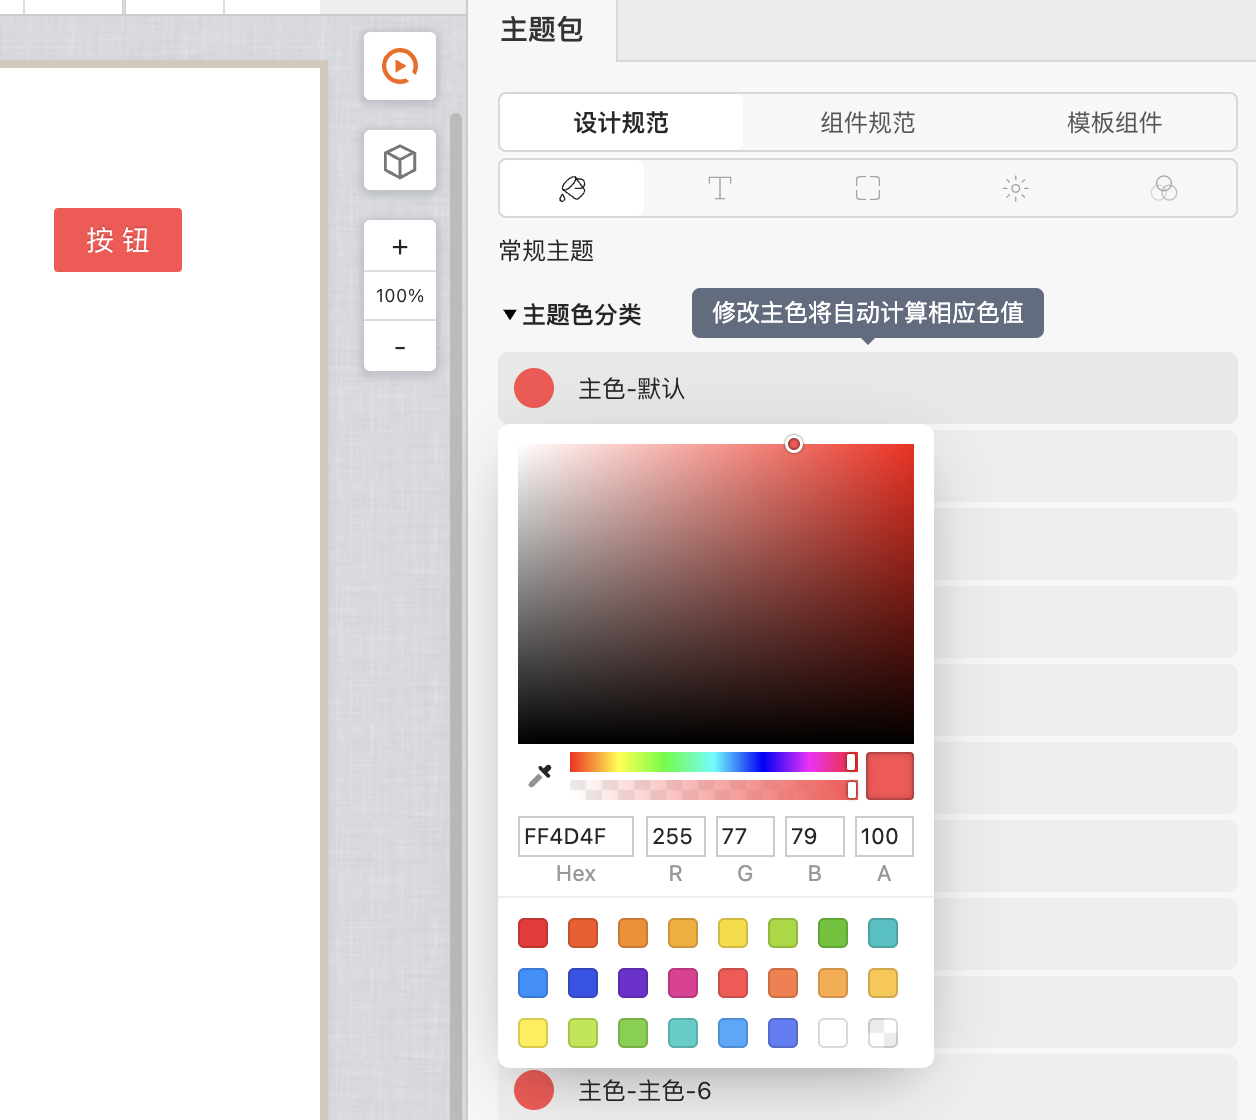 主题包
设计规范 组件规范 模板组件
按 钮
+
100%
-
常规主题
主题色分类
修改主色将自动计算相应色值
主色-默认
FF4D4F 255 77 79 100
Hex R G B A
主色-主色-6